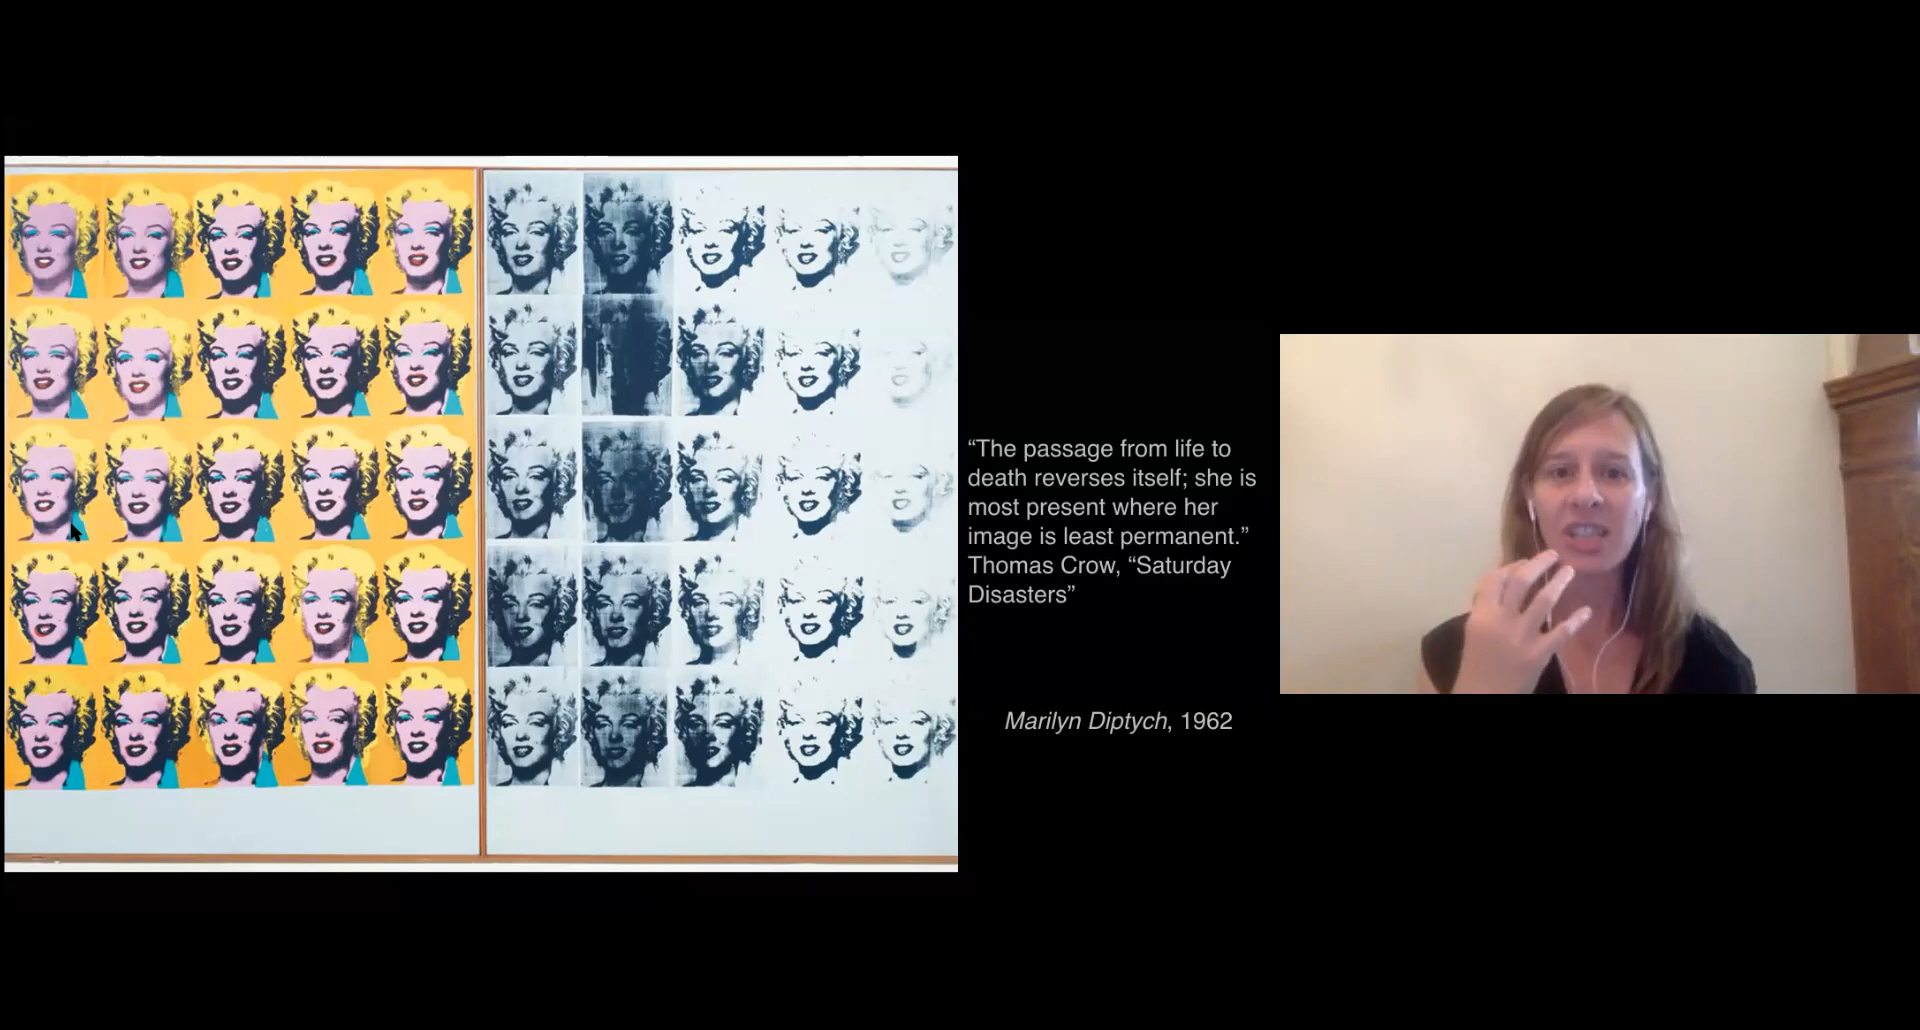 “The passage from life to
death reverses itself; she is
most present where her
image is least permanent.”
Thomas Crow, “Saturday
Disasters”
Marilyn Diptych, 1962